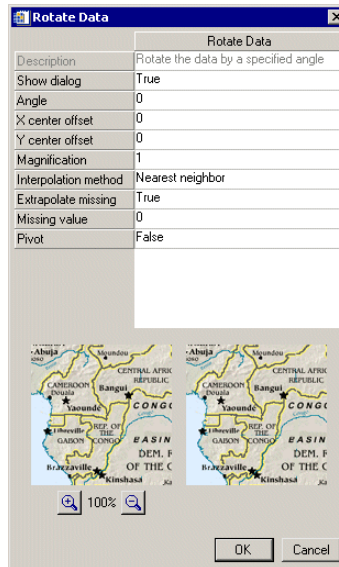 Rotate Data
Rotate Data
Description Rotate the data by a specified angle
Show dialog True
Angle 0
X center offset 0
Y center offset 0
Magnification 1
Interpolation method Nearest neighbor
Extrapolate missing True
Missing value 0
Pivot False
Abuja Moundou
CENTRAL AFRIC
REPUBLIC
CAMEROON
Douala Bangui
Yaoundé CONGO
Libreville REP. OF
THE
GABON CONGO BASIN
DEM. R
Brazzaville OF THE C
Kinshasa
Abuja Moundou
CENTRAL AFRIC
REPUBLIC
CAMEROON
Douala Bangui
Yaoundé CONGO
Libreville REP. OF
THE
GABON CONGO BASIN
DEM. R
Brazzaville OF THE C
Kinshasa
100%
OK Cancel